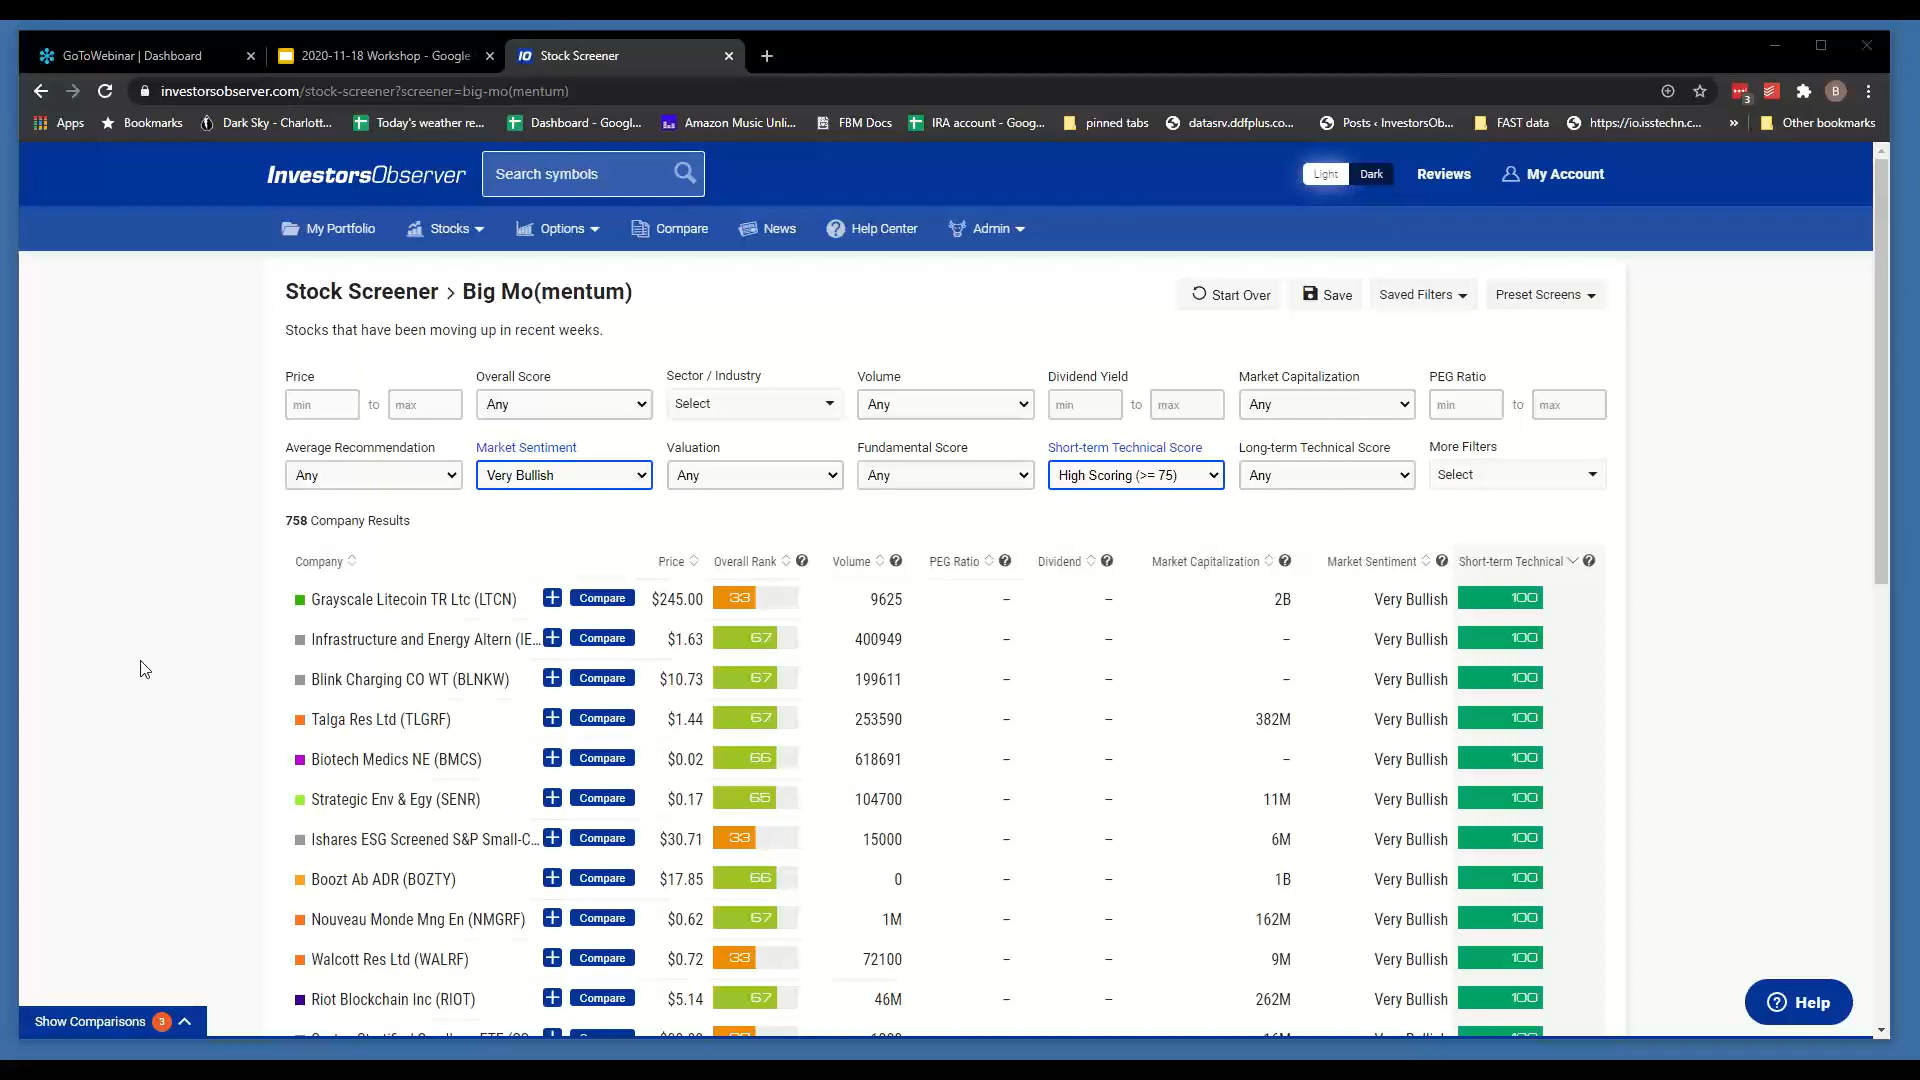 GoToWebinar | Dashboard
2020-11-18 Workshop - Google
IO Stock Screener
investorsobserver.com/stock-screener?screener=big-mo(mentum)
3
B
Apps
Bookmarks
Dark Sky - Charlott...
Today's weather re...
Dashboard - Googl...
Amazon Music Unli...
FBM Docs
IRA account - Goog...
pinned tabs
datasrv.ddfplus.co...
Posts ‹ InvestorsOb...
FAST data
https://io.isstechn.c...
»
Other bookmarks
InvestorsObserver
Search symbols
Light Dark
Reviews
My Account
My Portfolio
Stocks
Options
Compare
News
Help Center
Admin
Stock Screener > Big Mo(mentum)
Start Over
Save
Saved Filters
Preset Screens
Stocks that have been moving up in recent weeks.
Price Overall Score Sector / Industry Volume Dividend Yield Market Capitalization PEG Ratio
min to max Any Select Any min to max Any min to max
Average Recommendation Market Sentiment Valuation Fundamental Score Short-term Technical Score Long-term Technical Score More Filters
Any Very Bullish Any Any High Scoring (>= 75) Any Select
758 Company Results
Company Price Overall Rank Volume PEG Ratio Dividend Market Capitalization Market Sentiment Short-term Technical
Grayscale Litecoin TR Ltc (LTCN) Compare $245.00 33 9625 – – 2B Very Bullish 100
Infrastructure and Energy Altern (IE... Compare $1.63 67 400949 – – – Very Bullish 100
Blink Charging CO WT (BLNKW) Compare $10.73 67 199611 – – – Very Bullish 100
Talga Res Ltd (TLGRF) Compare $1.44 67 253590 – – 382M Very Bullish 100
Biotech Medics NE (BMCS) Compare $0.02 66 618691 – – – Very Bullish 100
Strategic Env & Egy (SENR) Compare $0.17 65 104700 – – 11M Very Bullish 100
Ishares ESG Screened S&P Small-C... Compare $30.71 33 15000 – – 6M Very Bullish 100
Boozt Ab ADR (BOZTY) Compare $17.85 66 0 – – 1B Very Bullish 100
Nouveau Monde Mng En (NMGRF) Compare $0.62 67 1M – – 162M Very Bullish 100
Walcott Res Ltd (WALRF) Compare $0.72 33 72100 – – 9M Very Bullish 100
Riot Blockchain Inc (RIOT) Compare $5.14 67 46M – – 262M Very Bullish 100
Show Comparisons 3
Help